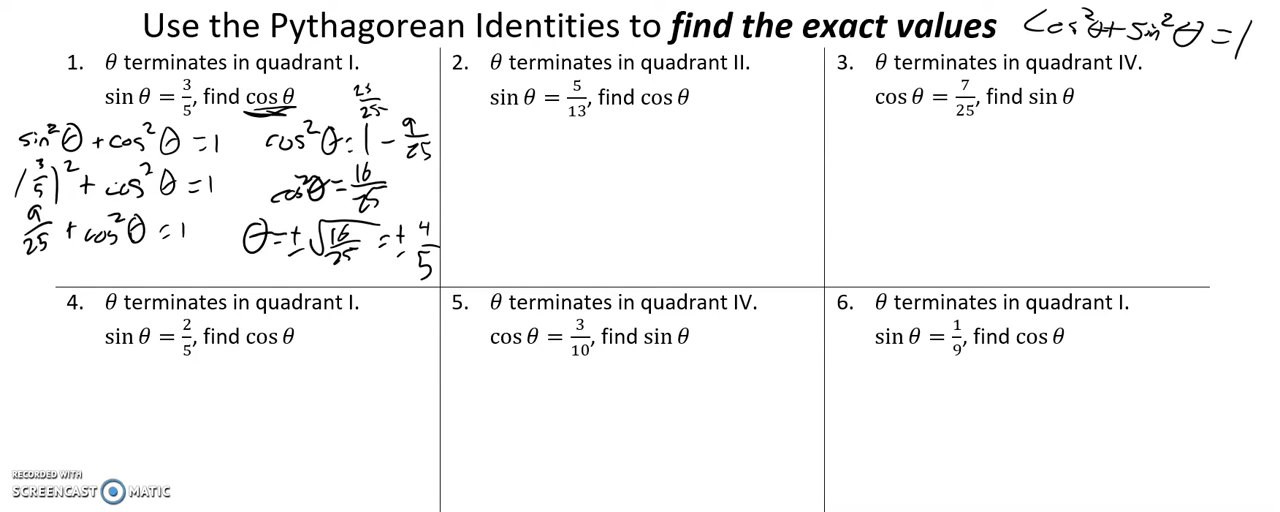 Use the Pythagorean Identities to find the exact values
cos²θ + sin²θ = 1
1. θ terminates in quadrant I.
sin θ = 3/5, find cos θ
sin²θ + cos²θ = 1
(3/5)² + cos²θ = 1
9/25 + cos²θ = 1
25/25
cos²θ = 1 - 9/25
cos²θ = 16/25
θ = ± √16/25 = ± 4/5
2. θ terminates in quadrant II.
sin θ = 5/13, find cos θ
3. θ terminates in quadrant IV.
cos θ = 7/25, find sin θ
4. θ terminates in quadrant I.
sin θ = 2/5, find cos θ
5. θ terminates in quadrant IV.
cos θ = 3/10, find sin θ
6. θ terminates in quadrant I.
sin θ = 1/9, find cos θ
RECORDED WITH
SCREENCAST MATIC